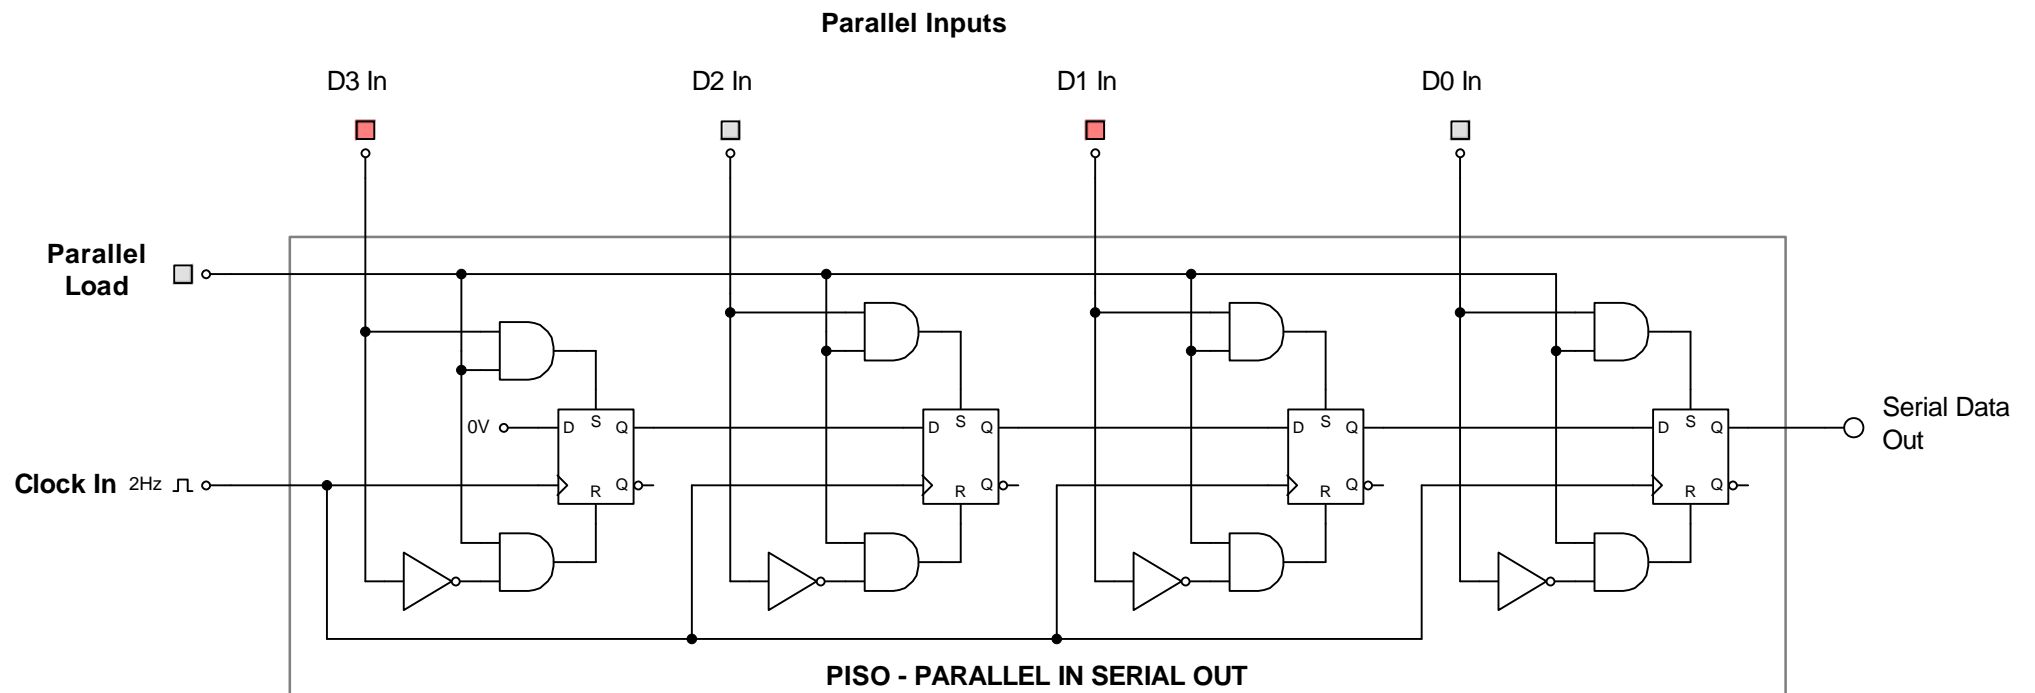 Parallel Inputs
D3 In
D2 In
D1 In
D0 In
Parallel
Load
0V
D S Q
R Q
D S Q
R Q
D S Q
R Q
D S Q
R Q
Serial Data
Out
Clock In 2Hz
PISO - PARALLEL IN SERIAL OUT